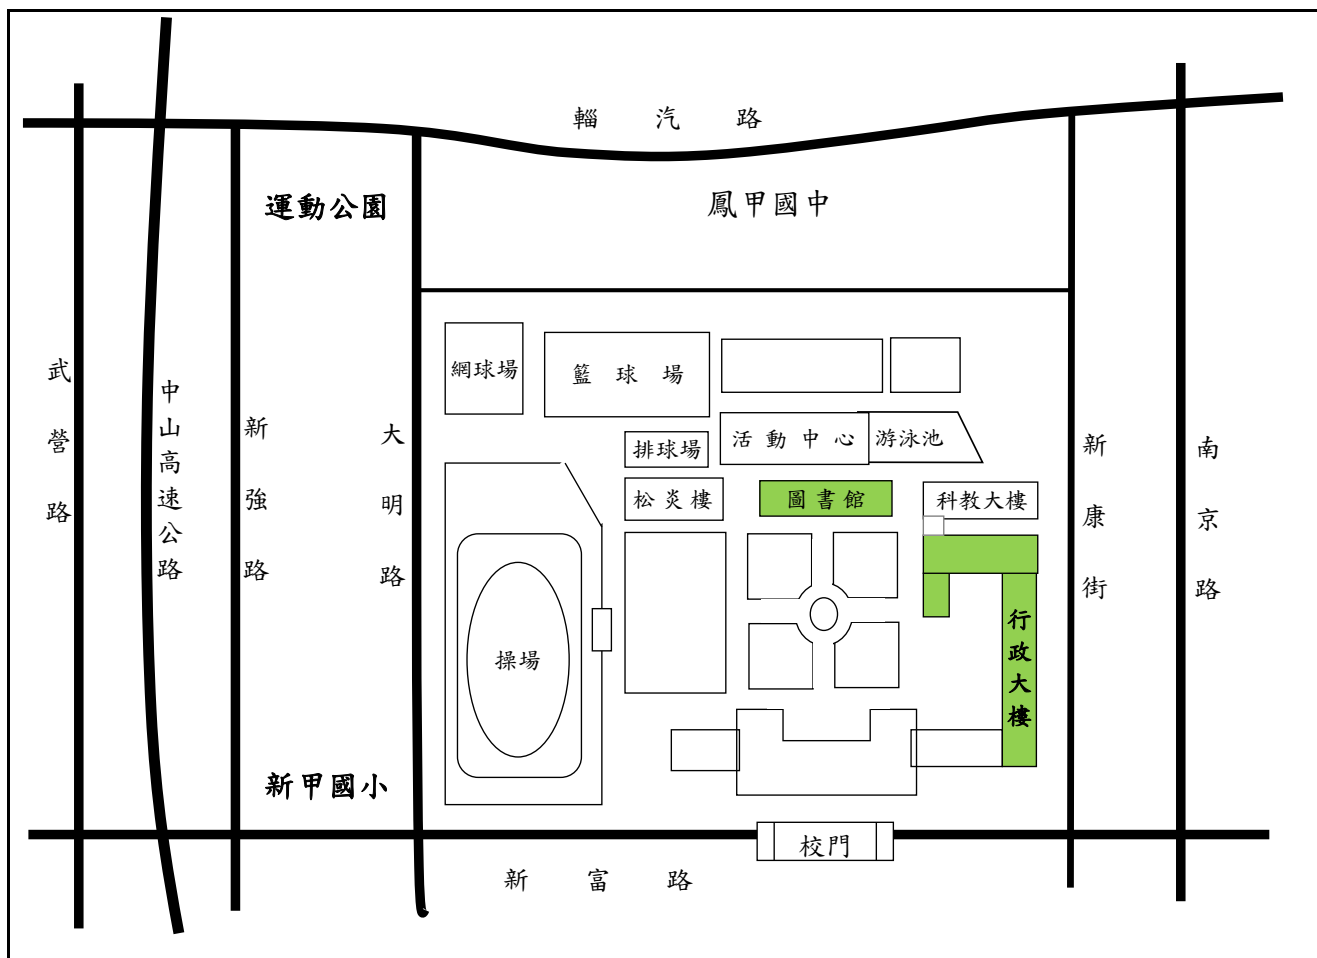 輜汽路
運動公園
鳳甲國中
武營路
中山高速公路
新強路
大明路
網球場
籃球場
排球場
活動中心
游泳池
松炎樓
圖書館
科教大樓
新康街
南京路
操場
行政大樓
新甲國小
校門
新富路